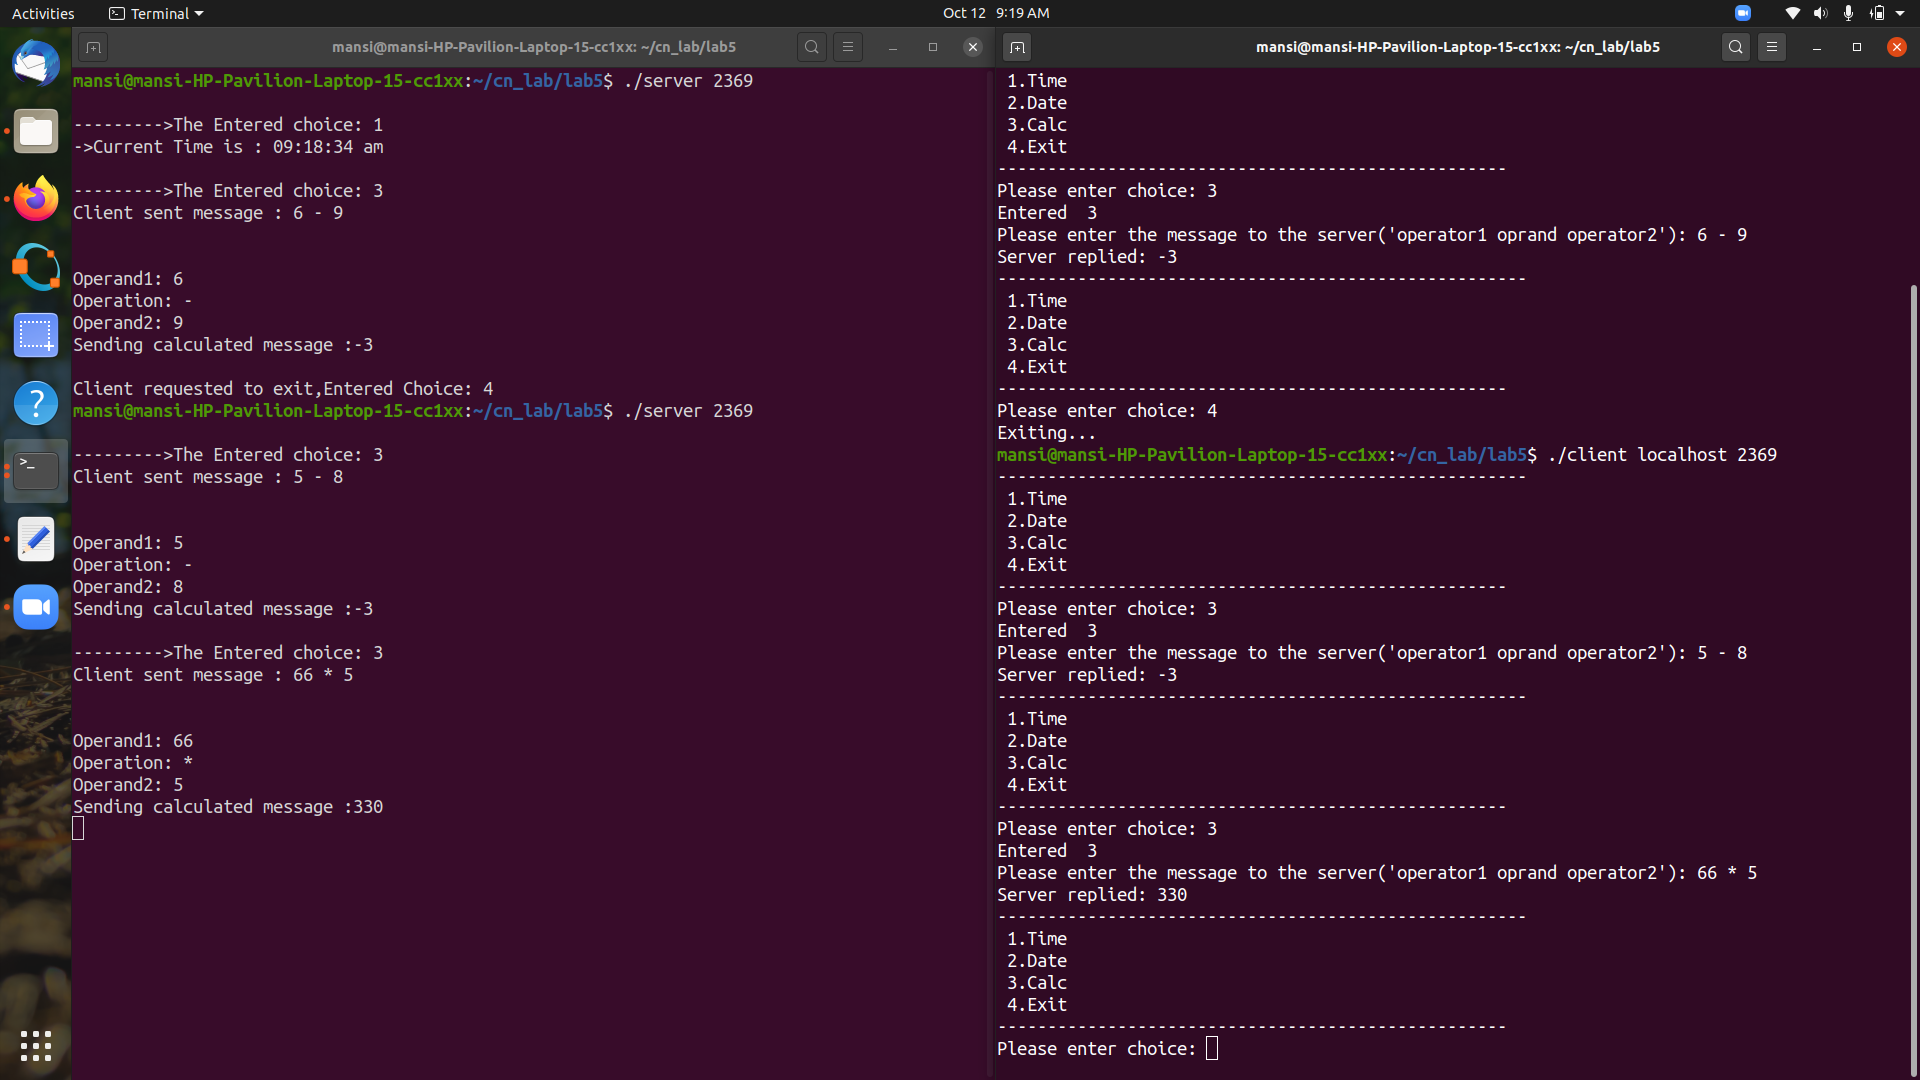 Activities
Terminal
Oct 12 9:19 AM
mansi@mansi-HP-Pavilion-Laptop-15-cc1xx: ~/cn_lab/lab5
mansi@mansi-HP-Pavilion-Laptop-15-cc1xx:~/cn_lab/lab5$ ./server 2369
--------->The Entered choice: 1
->Current Time is : 09:18:34 am
--------->The Entered choice: 3
Client sent message : 6 - 9
Operand1: 6
Operation: -
Operand2: 9
Sending calculated message :-3
Client requested to exit,Entered Choice: 4
mansi@mansi-HP-Pavilion-Laptop-15-cc1xx:~/cn_lab/lab5$ ./server 2369
--------->The Entered choice: 3
Client sent message : 5 - 8
Operand1: 5
Operation: -
Operand2: 8
Sending calculated message :-3
--------->The Entered choice: 3
Client sent message : 66 * 5
Operand1: 66
Operation: *
Operand2: 5
Sending calculated message :330
mansi@mansi-HP-Pavilion-Laptop-15-cc1xx: ~/cn_lab/lab5
1.Time
2.Date
3.Calc
4.Exit
---------------------------------------------------
Please enter choice: 3
Entered  3
Please enter the message to the server('operator1 oprand operator2'): 6 - 9
Server replied: -3
-----------------------------------------------------
1.Time
2.Date
3.Calc
4.Exit
---------------------------------------------------
Please enter choice: 4
Exiting...
mansi@mansi-HP-Pavilion-Laptop-15-cc1xx:~/cn_lab/lab5$ ./client localhost 2369
-----------------------------------------------------
1.Time
2.Date
3.Calc
4.Exit
---------------------------------------------------
Please enter choice: 3
Entered  3
Please enter the message to the server('operator1 oprand operator2'): 5 - 8
Server replied: -3
-----------------------------------------------------
1.Time
2.Date
3.Calc
4.Exit
---------------------------------------------------
Please enter choice: 3
Entered  3
Please enter the message to the server('operator1 oprand operator2'): 66 * 5
Server replied: 330
-----------------------------------------------------
1.Time
2.Date
3.Calc
4.Exit
---------------------------------------------------
Please enter choice: